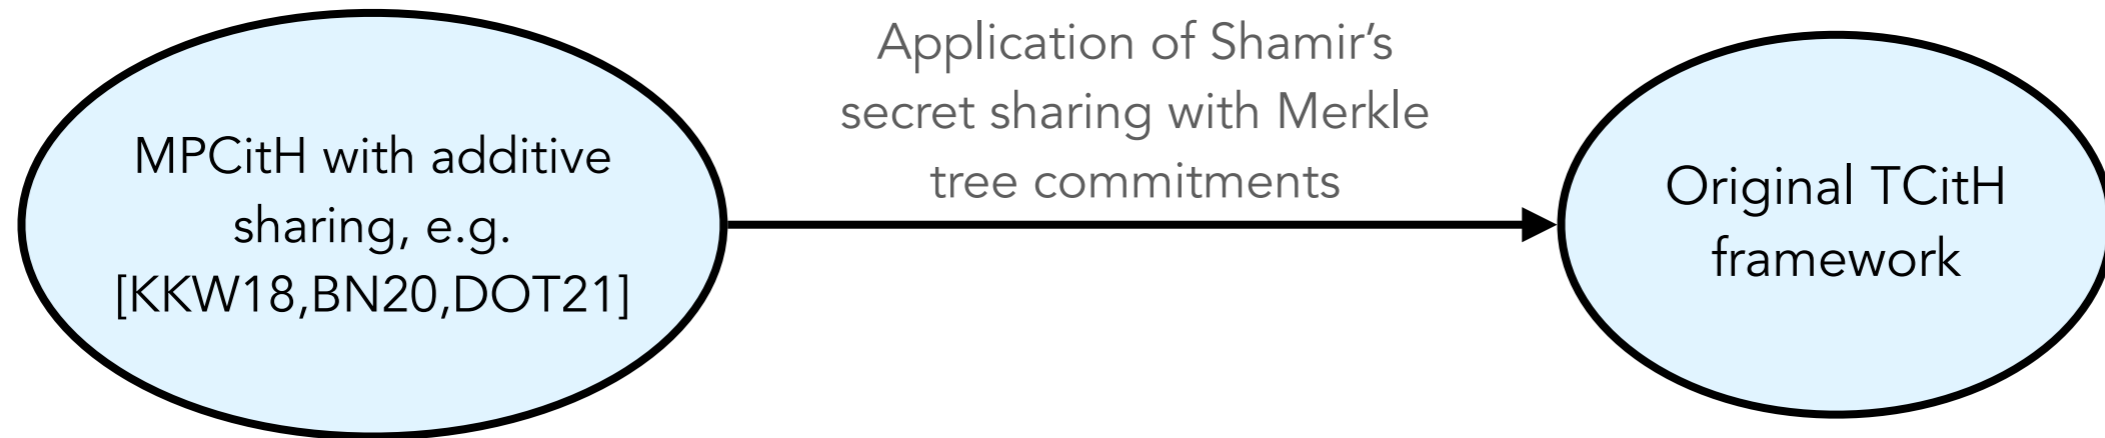 MPCitH with additive
sharing, e.g.
[KKW18,BN20,DOT21]
Application of Shamir’s
secret sharing with Merkle
tree commitments
Original TCitH
framework